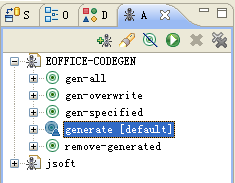 S O D A
EOFFICE-CODEGEN
gen-all
gen-overwrite
gen-specified
generate [default]
remove-generated
jsoft